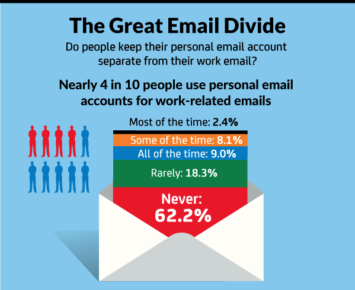 The Great Email Divide
Do people keep their personal email account
separate from their work email?
Nearly 4 in 10 people use personal email
accounts for work-related emails
Most of the time: 2.4%
Some of the time: 8.1%
All of the time: 9.0%
Rarely: 18.3%
Never:
62.2%